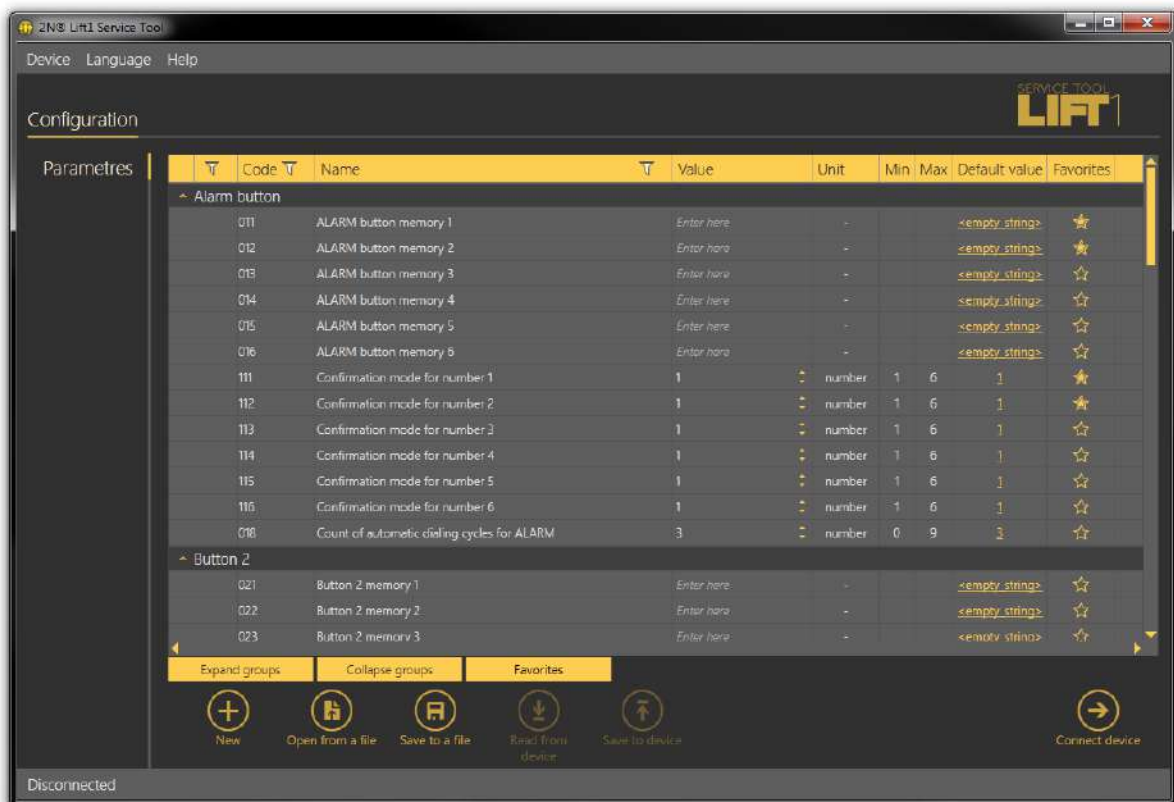 2N® Lift1 Service Tool
Device Language Help
SERVICE TOOL
LIFT1
Configuration
Parametres
Code Name Value Unit Min Max Default value Favorites
Alarm button
011 ALARM button memory 1 Enter here - <empty string>
012 ALARM button memory 2 Enter here - <empty string>
013 ALARM button memory 3 Enter here - <empty string>
014 ALARM button memory 4 Enter here - <empty string>
015 ALARM button memory 5 Enter here - <empty string>
016 ALARM button memory 6 Enter here - <empty string>
111 Confirmation mode for number 1 1 number 1 6 1
112 Confirmation mode for number 2 1 number 1 6 1
113 Confirmation mode for number 3 1 number 1 6 1
114 Confirmation mode for number 4 1 number 1 6 1
115 Confirmation mode for number 5 1 number 1 6 1
116 Confirmation mode for number 6 1 number 1 6 1
018 Count of automatic dialing cycles for ALARM 3 number 0 9 3
Button 2
021 Button 2 memory 1 Enter here - <empty string>
022 Button 2 memory 2 Enter here - <empty string>
023 Button 2 memory 3 Enter here - <empty string>
Expand groups Collapse groups Favorites
New Open from a file Save to a file Read from device Save to device Connect device
Disconnected